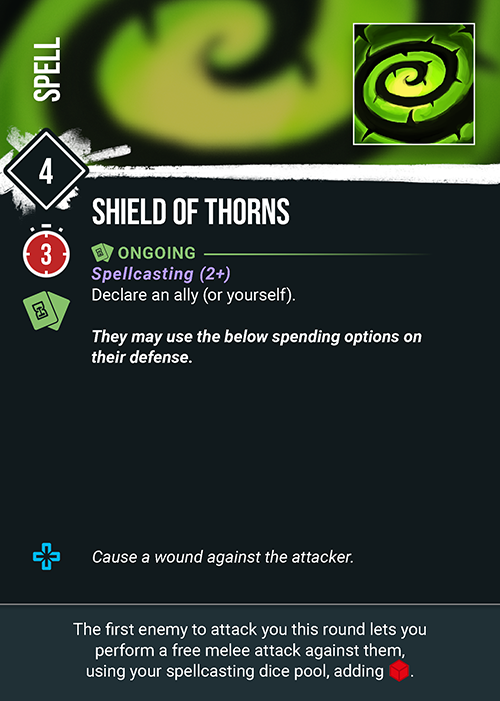 SPELL
4
SHIELD OF THORNS
3
ONGOING
Spellcasting (2+)
Declare an ally (or yourself).
They may use the below spending options on
their defense.
Cause a wound against the attacker.
The first enemy to attack you this round lets you
perform a free melee attack against them,
using your spellcasting dice pool, adding .